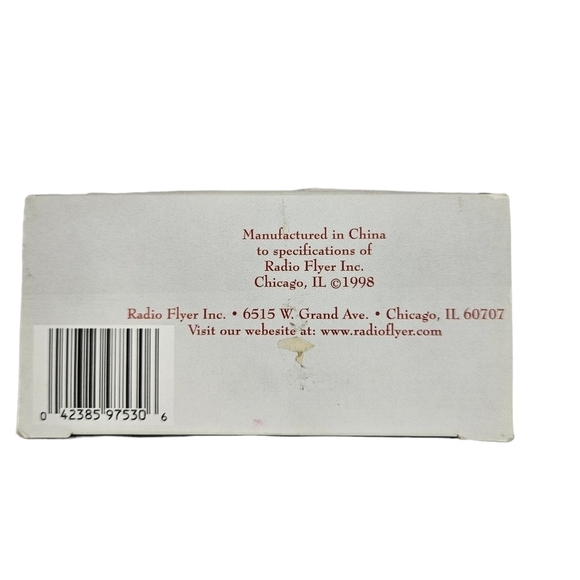 Manufactured in China
to specifications of
Radio Flyer Inc.
Chicago, IL ©1998
Radio Flyer Inc. • 6515 W. Grand Ave. • Chicago, IL 60707
Visit our webesite at: www.radioflyer.com
0 42385 97530 6